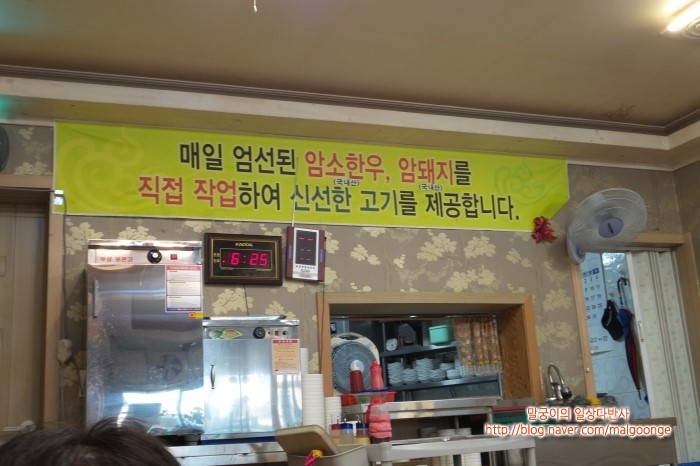 매일 엄선된 암소한우, 암돼지를
(국내산) (국내산)
직접 작업하여 신선한 고기를 제공합니다.
6:25
말궁이의 일상다반사
http://blog.naver.com/malgoonge